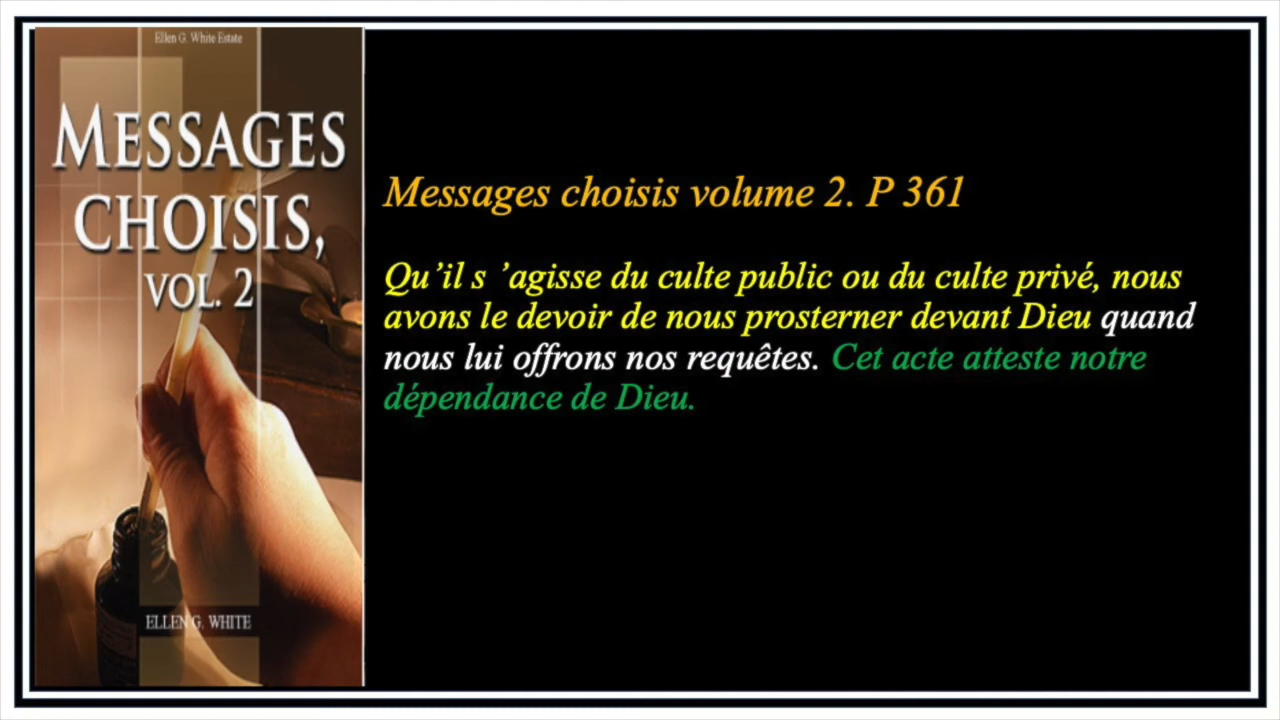 Ellen G. White Estate
MESSAGES
CHOISIS,
VOL. 2
ELLEN G. WHITE
Messages choisis volume 2. P 361
Qu’il s ’agisse du culte public ou du culte privé, nous
avons le devoir de nous prosterner devant Dieu quand
nous lui offrons nos requêtes. Cet acte atteste notre
dépendance de Dieu.